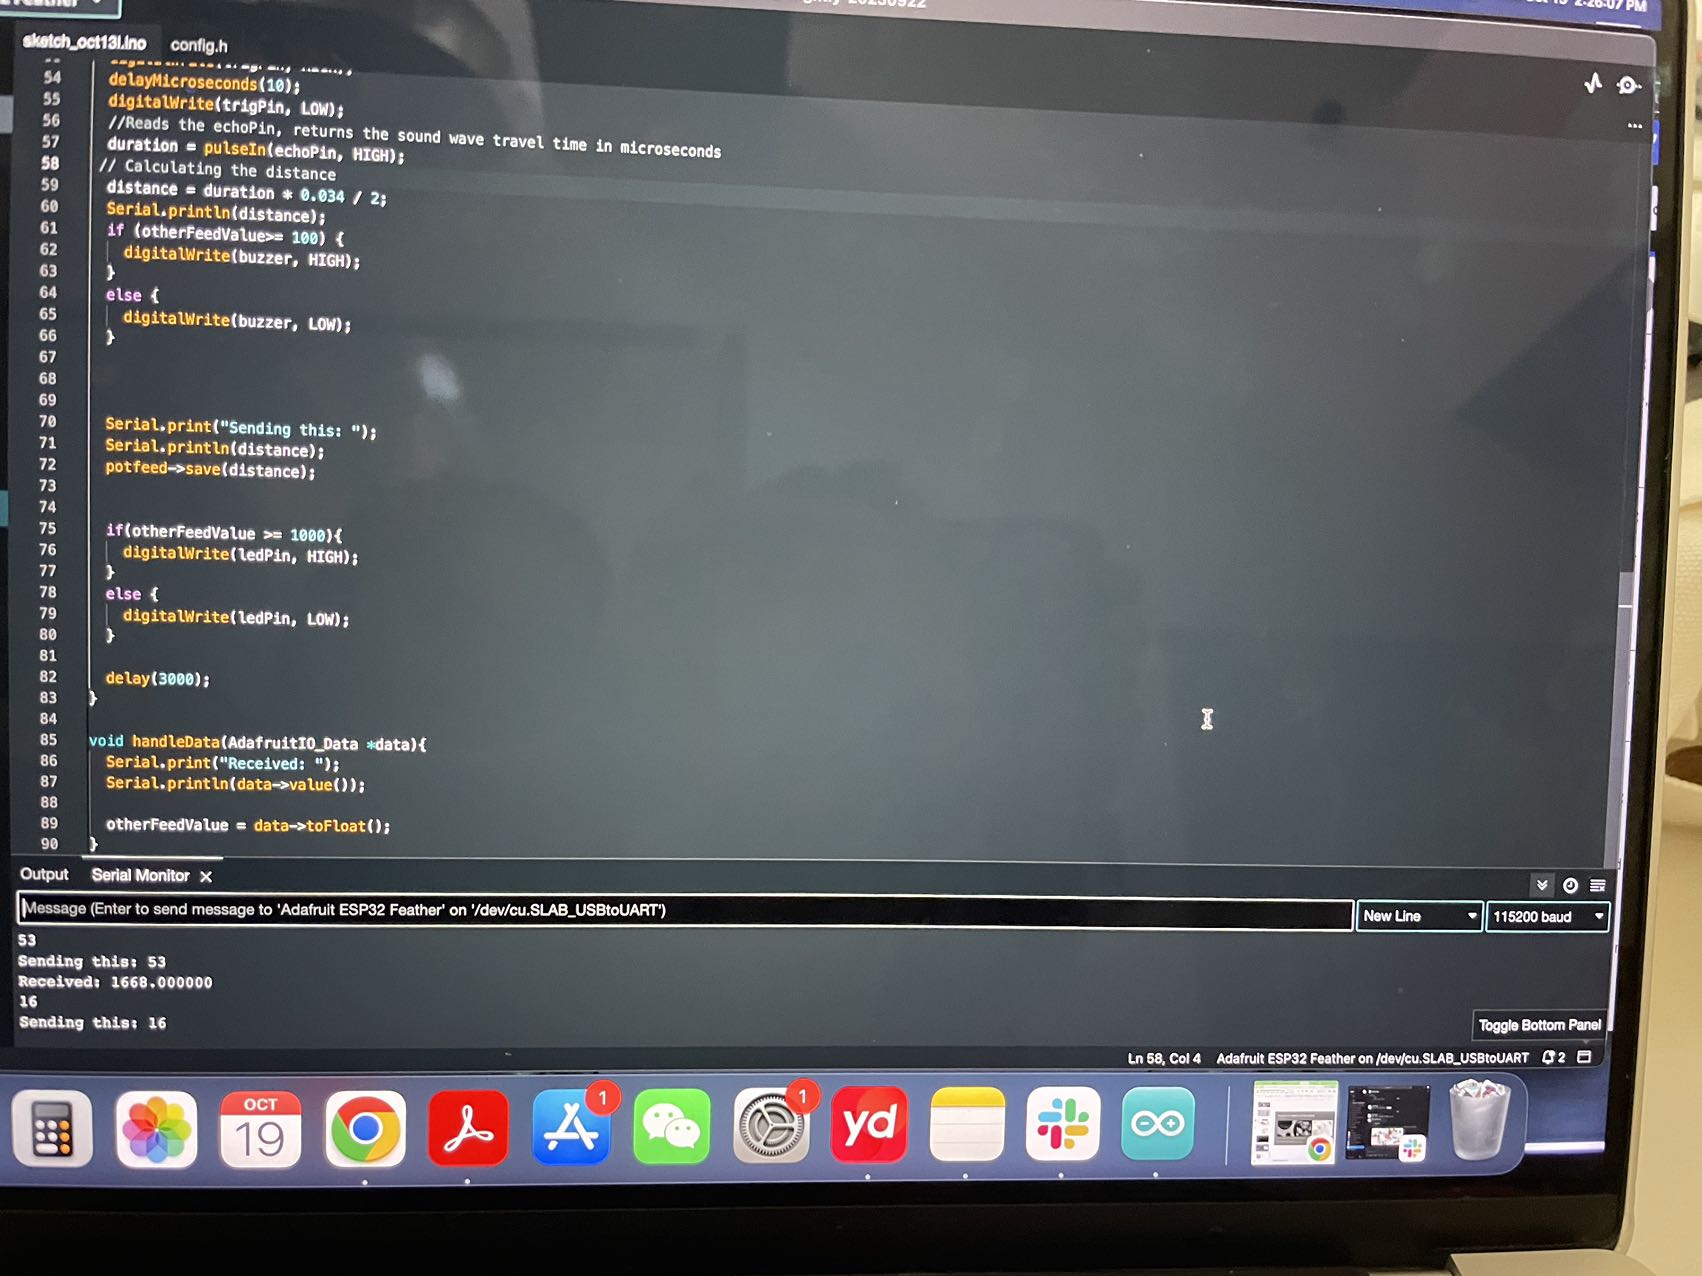 2:26:07 PM
sketch_oct13i.ino config.h
54 delayMicroseconds(10);
55 digitalWrite(trigPin, LOW);
56 //Reads the echoPin, returns the sound wave travel time in microseconds
57 duration = pulseIn(echoPin, HIGH);
58 // Calculating the distance
59 distance = duration * 0.034 / 2;
60 Serial.println(distance);
61 if (otherFeedValue>= 100) {
62 digitalWrite(buzzer, HIGH);
63 }
64 else {
65 digitalWrite(buzzer, LOW);
66 }
67
68
69
70 Serial.print("Sending this: ");
71 Serial.println(distance);
72 potfeed->save(distance);
73
74
75 if(otherFeedValue >= 1000){
76 digitalWrite(ledPin, HIGH);
77 }
78 else {
79 digitalWrite(ledPin, LOW);
80 }
81
82 delay(3000);
83 }
84
85 void handleData(AdafruitIO_Data *data){
86 Serial.print("Received: ");
87 Serial.println(data->value());
88
89 otherFeedValue = data->toFloat();
90 }
Output Serial Monitor
Message (Enter to send message to 'Adafruit ESP32 Feather' on '/dev/cu.SLAB_USBtoUART') New Line 115200 baud
53
Sending this: 53
Received: 1668.000000
16
Sending this: 16
Toggle Bottom Panel
Ln 58, Col 4 Adafruit ESP32 Feather on /dev/cu.SLAB_USBtoUART 2
OCT 1 1
19 yd